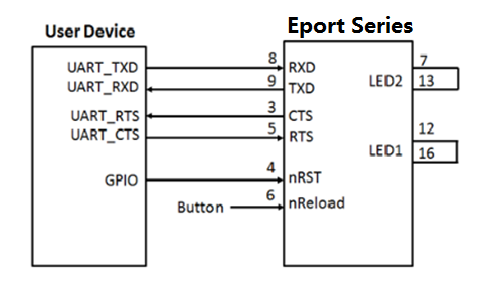 User Device
Eport Series
UART_TXD 8 RXD
UART_RXD 9 TXD
UART_RTS 3 CTS
UART_CTS 5 RTS
GPIO 4 nRST
Button 6 nReload
7
LED2 13
12
LED1 16